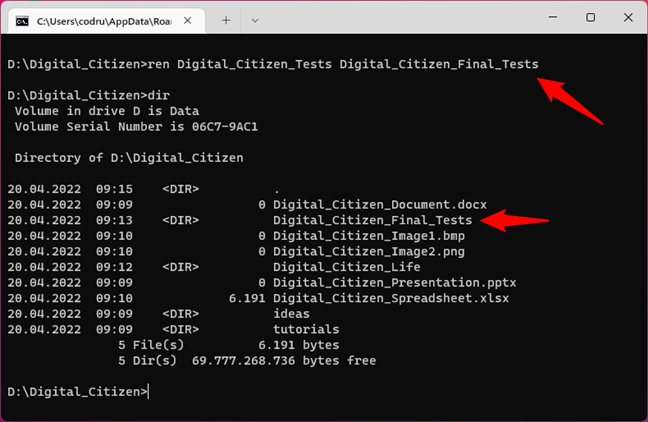 C:\Users\codru\AppData\Roar
D:\Digital_Citizen>ren Digital_Citizen_Tests Digital_Citizen_Final_Tests
D:\Digital_Citizen>dir
 Volume in drive D is Data
 Volume Serial Number is 06C7-9AC1
 Directory of D:\Digital_Citizen
20.04.2022  09:15    <DIR>          .
20.04.2022  09:09                 0 Digital_Citizen_Document.docx
20.04.2022  09:13    <DIR>          Digital_Citizen_Final_Tests
20.04.2022  09:10                 0 Digital_Citizen_Image1.bmp
20.04.2022  09:10                 0 Digital_Citizen_Image2.png
20.04.2022  09:12    <DIR>          Digital_Citizen_Life
20.04.2022  09:09                 0 Digital_Citizen_Presentation.pptx
20.04.2022  09:10             6.191 Digital_Citizen_Spreadsheet.xlsx
20.04.2022  09:09    <DIR>          ideas
20.04.2022  09:09    <DIR>          tutorials
               5 File(s)          6.191 bytes
               5 Dir(s)  69.777.268.736 bytes free
D:\Digital_Citizen>